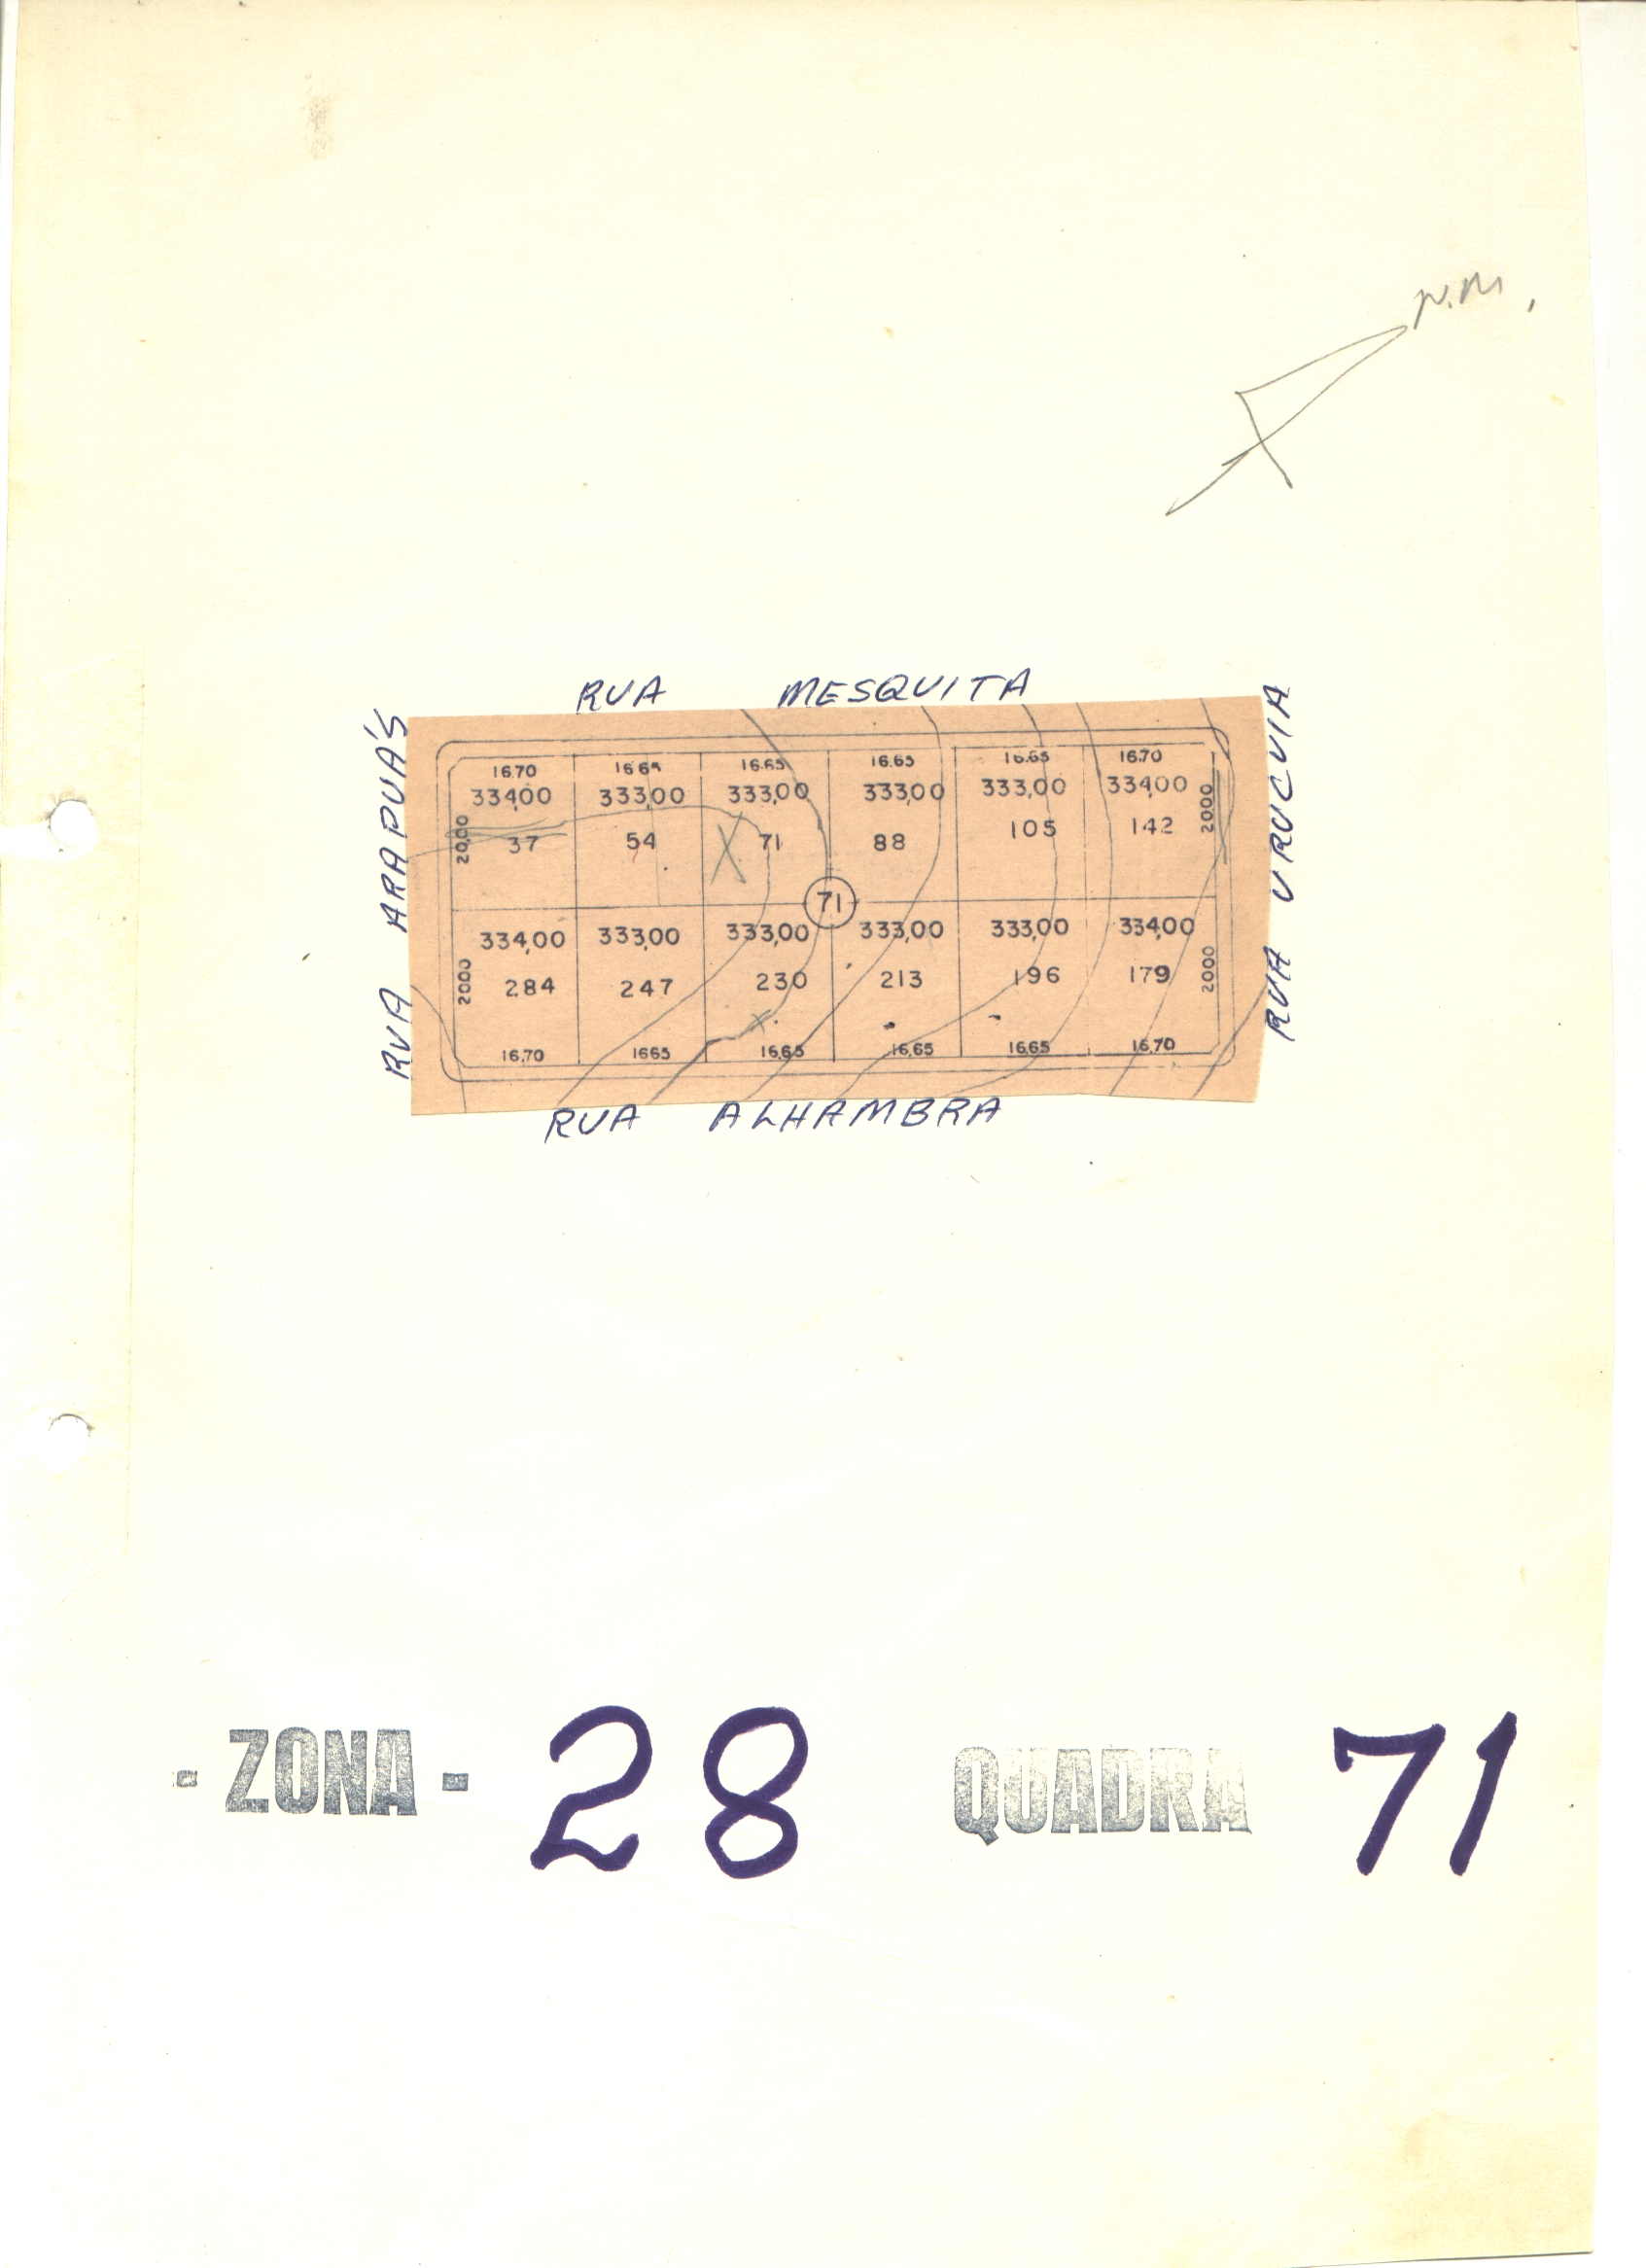 N.M.
RUA MESQUITA
RUA ARAPUÁS
RUA URUCUIA
16.70 16.65 16.65 16.65 16.65 16.70
334,00 333,00 333,00 333,00 333,00 334,00
20,00 37 54 X 71 88 105 142 20,00
71
334,00 333,00 333,00 333,00 333,00 334,00
20,00 284 247 230 213 196 179 20,00
X
16,70 16,65 16,65 16,65 16,65 16,70
RUA ALHAMBRA
- ZONA - 28 QUADRA 71